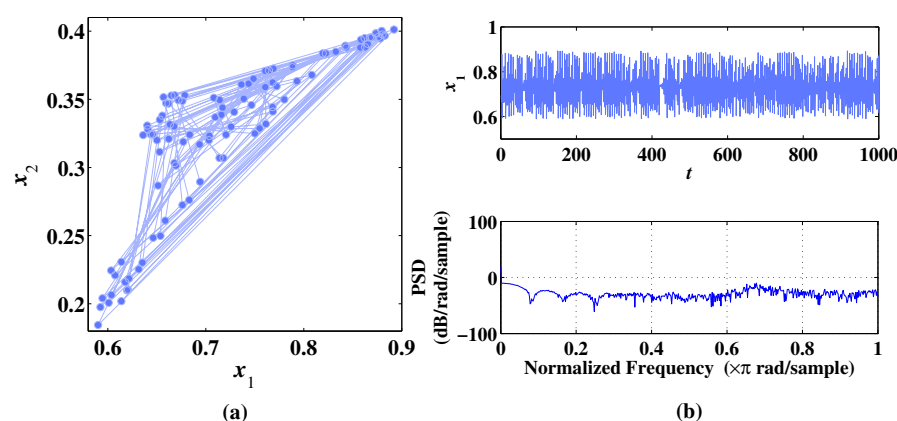 0.4
0.35
0.3
0.25
0.2
x2
0.6 0.7 0.8 0.9
x1
(a)
1
0.8
0.6
x1
0 200 400 600 800 1000
t
100
0
−100
PSD
(dB/rad/sample)
0 0.2 0.4 0.6 0.8 1
Normalized Frequency (×π rad/sample)
(b)